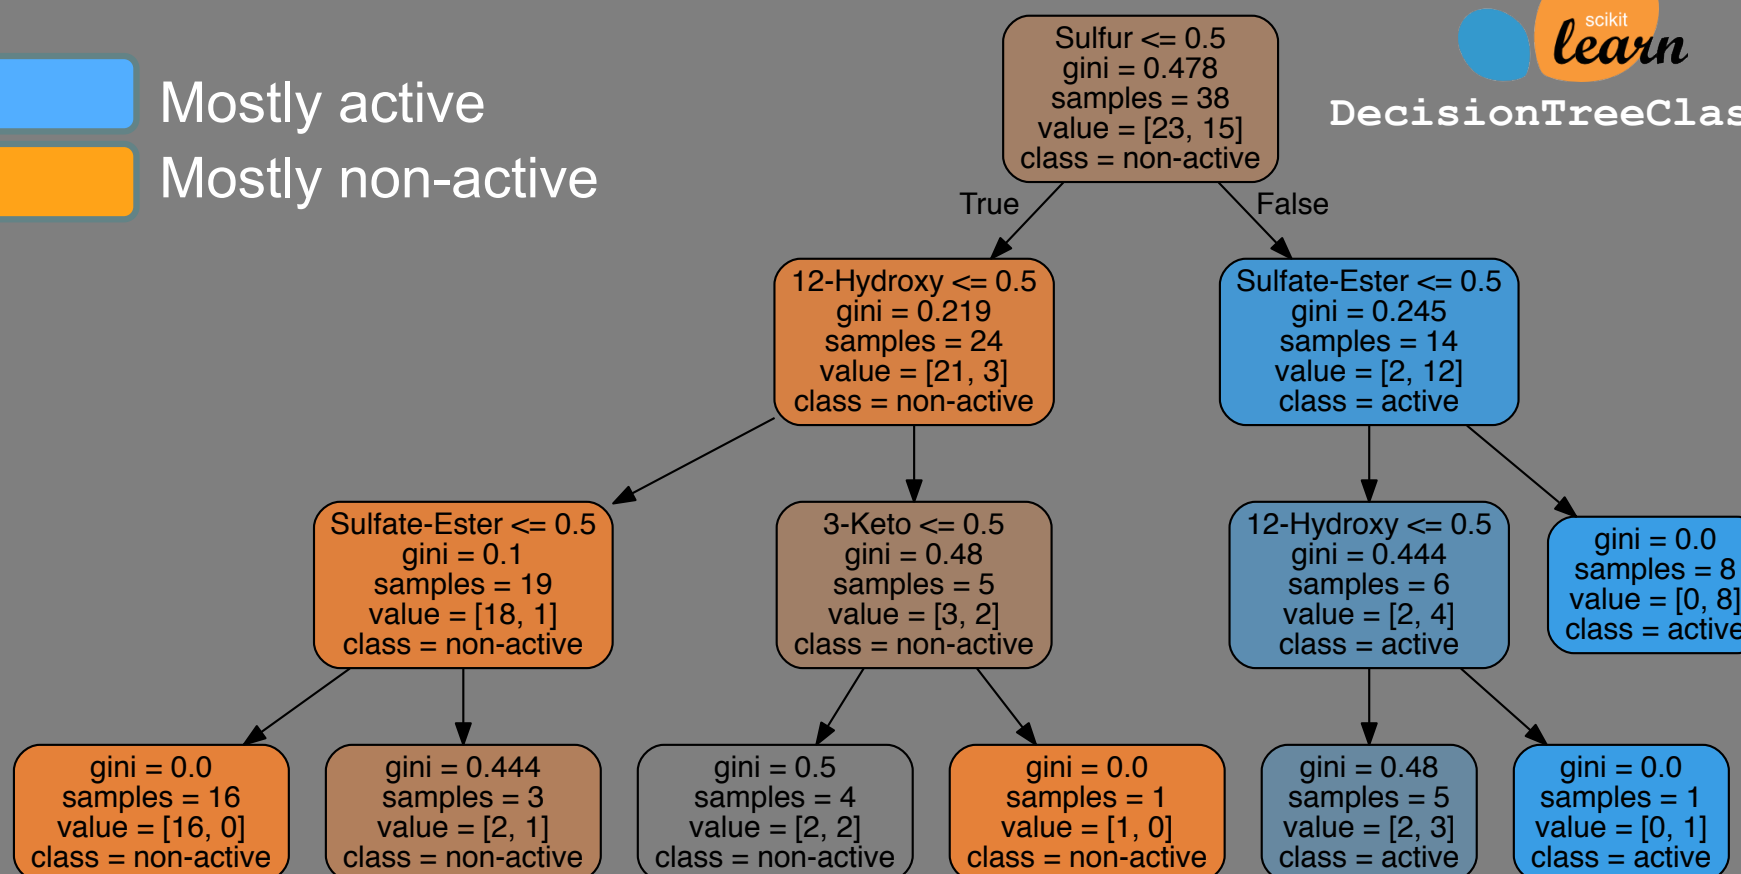 Mostly active
Mostly non-active
scikit
learn
DecisionTreeClas
Sulfur <= 0.5
gini = 0.478
samples = 38
value = [23, 15]
class = non-active
True
False
12-Hydroxy <= 0.5
gini = 0.219
samples = 24
value = [21, 3]
class = non-active
Sulfate-Ester <= 0.5
gini = 0.245
samples = 14
value = [2, 12]
class = active
Sulfate-Ester <= 0.5
gini = 0.1
samples = 19
value = [18, 1]
class = non-active
3-Keto <= 0.5
gini = 0.48
samples = 5
value = [3, 2]
class = non-active
12-Hydroxy <= 0.5
gini = 0.444
samples = 6
value = [2, 4]
class = active
gini = 0.0
samples = 8
value = [0, 8]
class = active
gini = 0.0
samples = 16
value = [16, 0]
class = non-active
gini = 0.444
samples = 3
value = [2, 1]
class = non-active
gini = 0.5
samples = 4
value = [2, 2]
class = non-active
gini = 0.0
samples = 1
value = [1, 0]
class = non-active
gini = 0.48
samples = 5
value = [2, 3]
class = active
gini = 0.0
samples = 1
value = [0, 1]
class = active